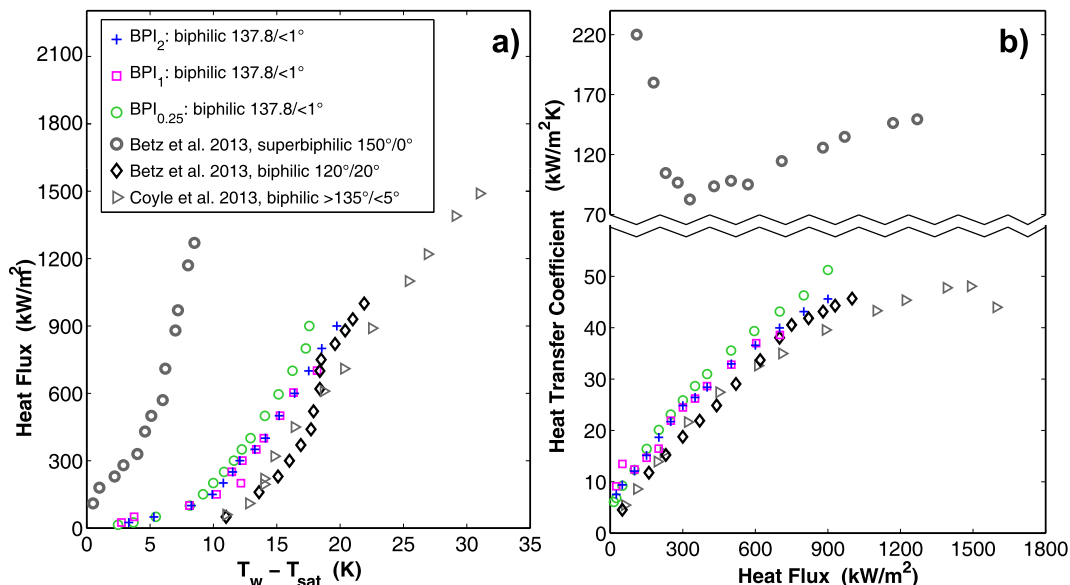 a)
2100
1800
1500
1200
900
600
300
0
Heat Flux (kW/m²)
BPI₂: biphilic 137.8/<1°
BPI₁: biphilic 137.8/<1°
BPI₀.₂₅: biphilic 137.8/<1°
Betz et al. 2013, superbiphilic 150°/0°
Betz et al. 2013, biphilic 120°/20°
Coyle et al. 2013, biphilic >135°/<5°
0 5 10 15 20 25 30 35
T_w − T_sat (K)
b)
220
170
120
70
50
40
30
20
10
0
Heat Transfer Coefficient (kW/m²K)
0 300 600 900 1200 1500 1800
Heat Flux (kW/m²)